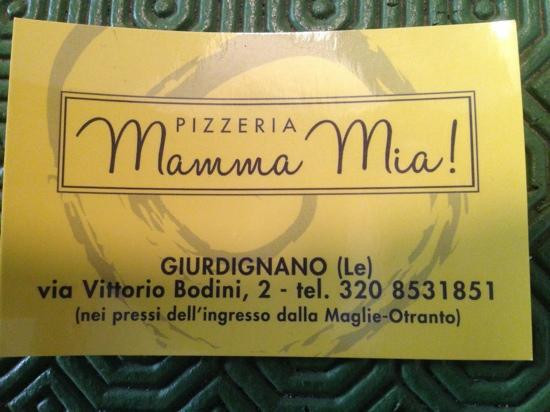 PIZZERIA
Mamma Mia!
GIURDIGNANO (Le)
via Vittorio Bodini, 2 - tel. 320 8531851
(nei pressi dell'ingresso dalla Maglie-Otranto)